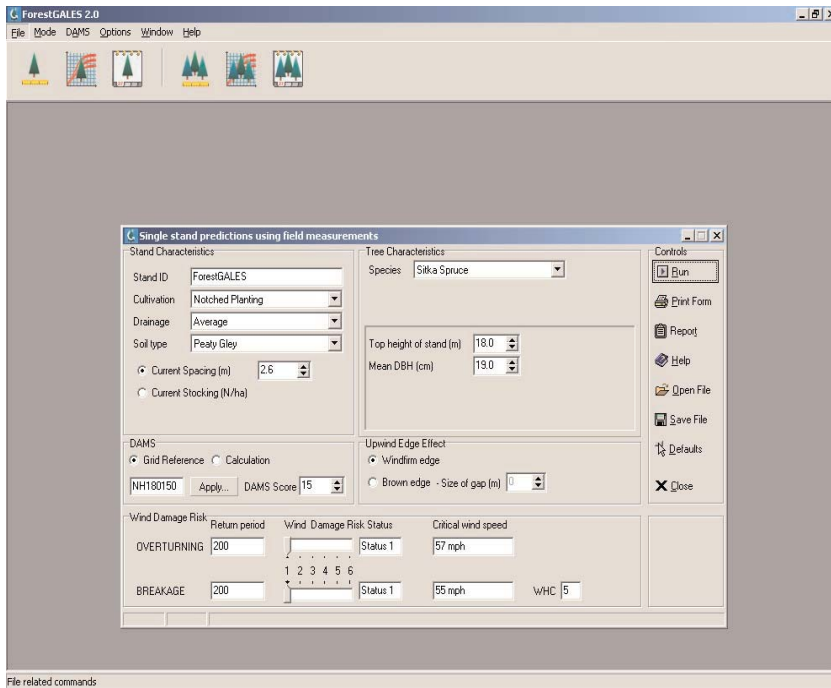 ForestGALES 2.0
File Mode DAMS Options Window Help
Single stand predictions using field measurements
Stand Characteristics
Stand ID ForestGALES
Cultivation Notched Planting
Drainage Average
Soil type Peaty Gley
Current Spacing (m) 2.6
Current Stocking (N/ha)
Tree Characteristics
Species Sitka Spruce
Top height of stand (m) 18.0
Mean DBH (cm) 19.0
Controls
Run
Print Form
Report
Help
Open File
Save File
Defaults
Close
DAMS
Grid Reference Calculation
NH180150 Apply... DAMS Score 15
Upwind Edge Effect
Windfirm edge
Brown edge - Size of gap (m) 0
Wind Damage Risk
Return period Wind Damage Risk Status Critical wind speed
OVERTURNING 200 Status 1 57 mph
1 2 3 4 5 6
BREAKAGE 200 Status 1 55 mph WHC 5
File related commands